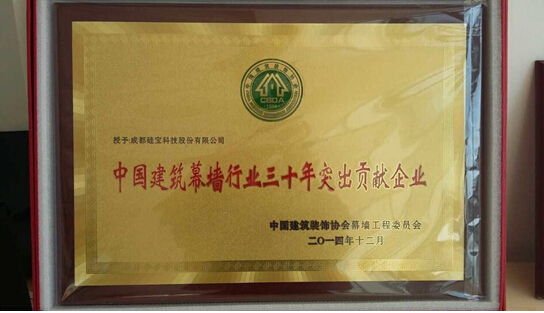 CBDA
授于:成都硅宝科技股份有限公司
中国建筑幕墙行业三十年突出贡献企业
中国建筑装饰协会幕墙工程委员会
二〇一四年十二月